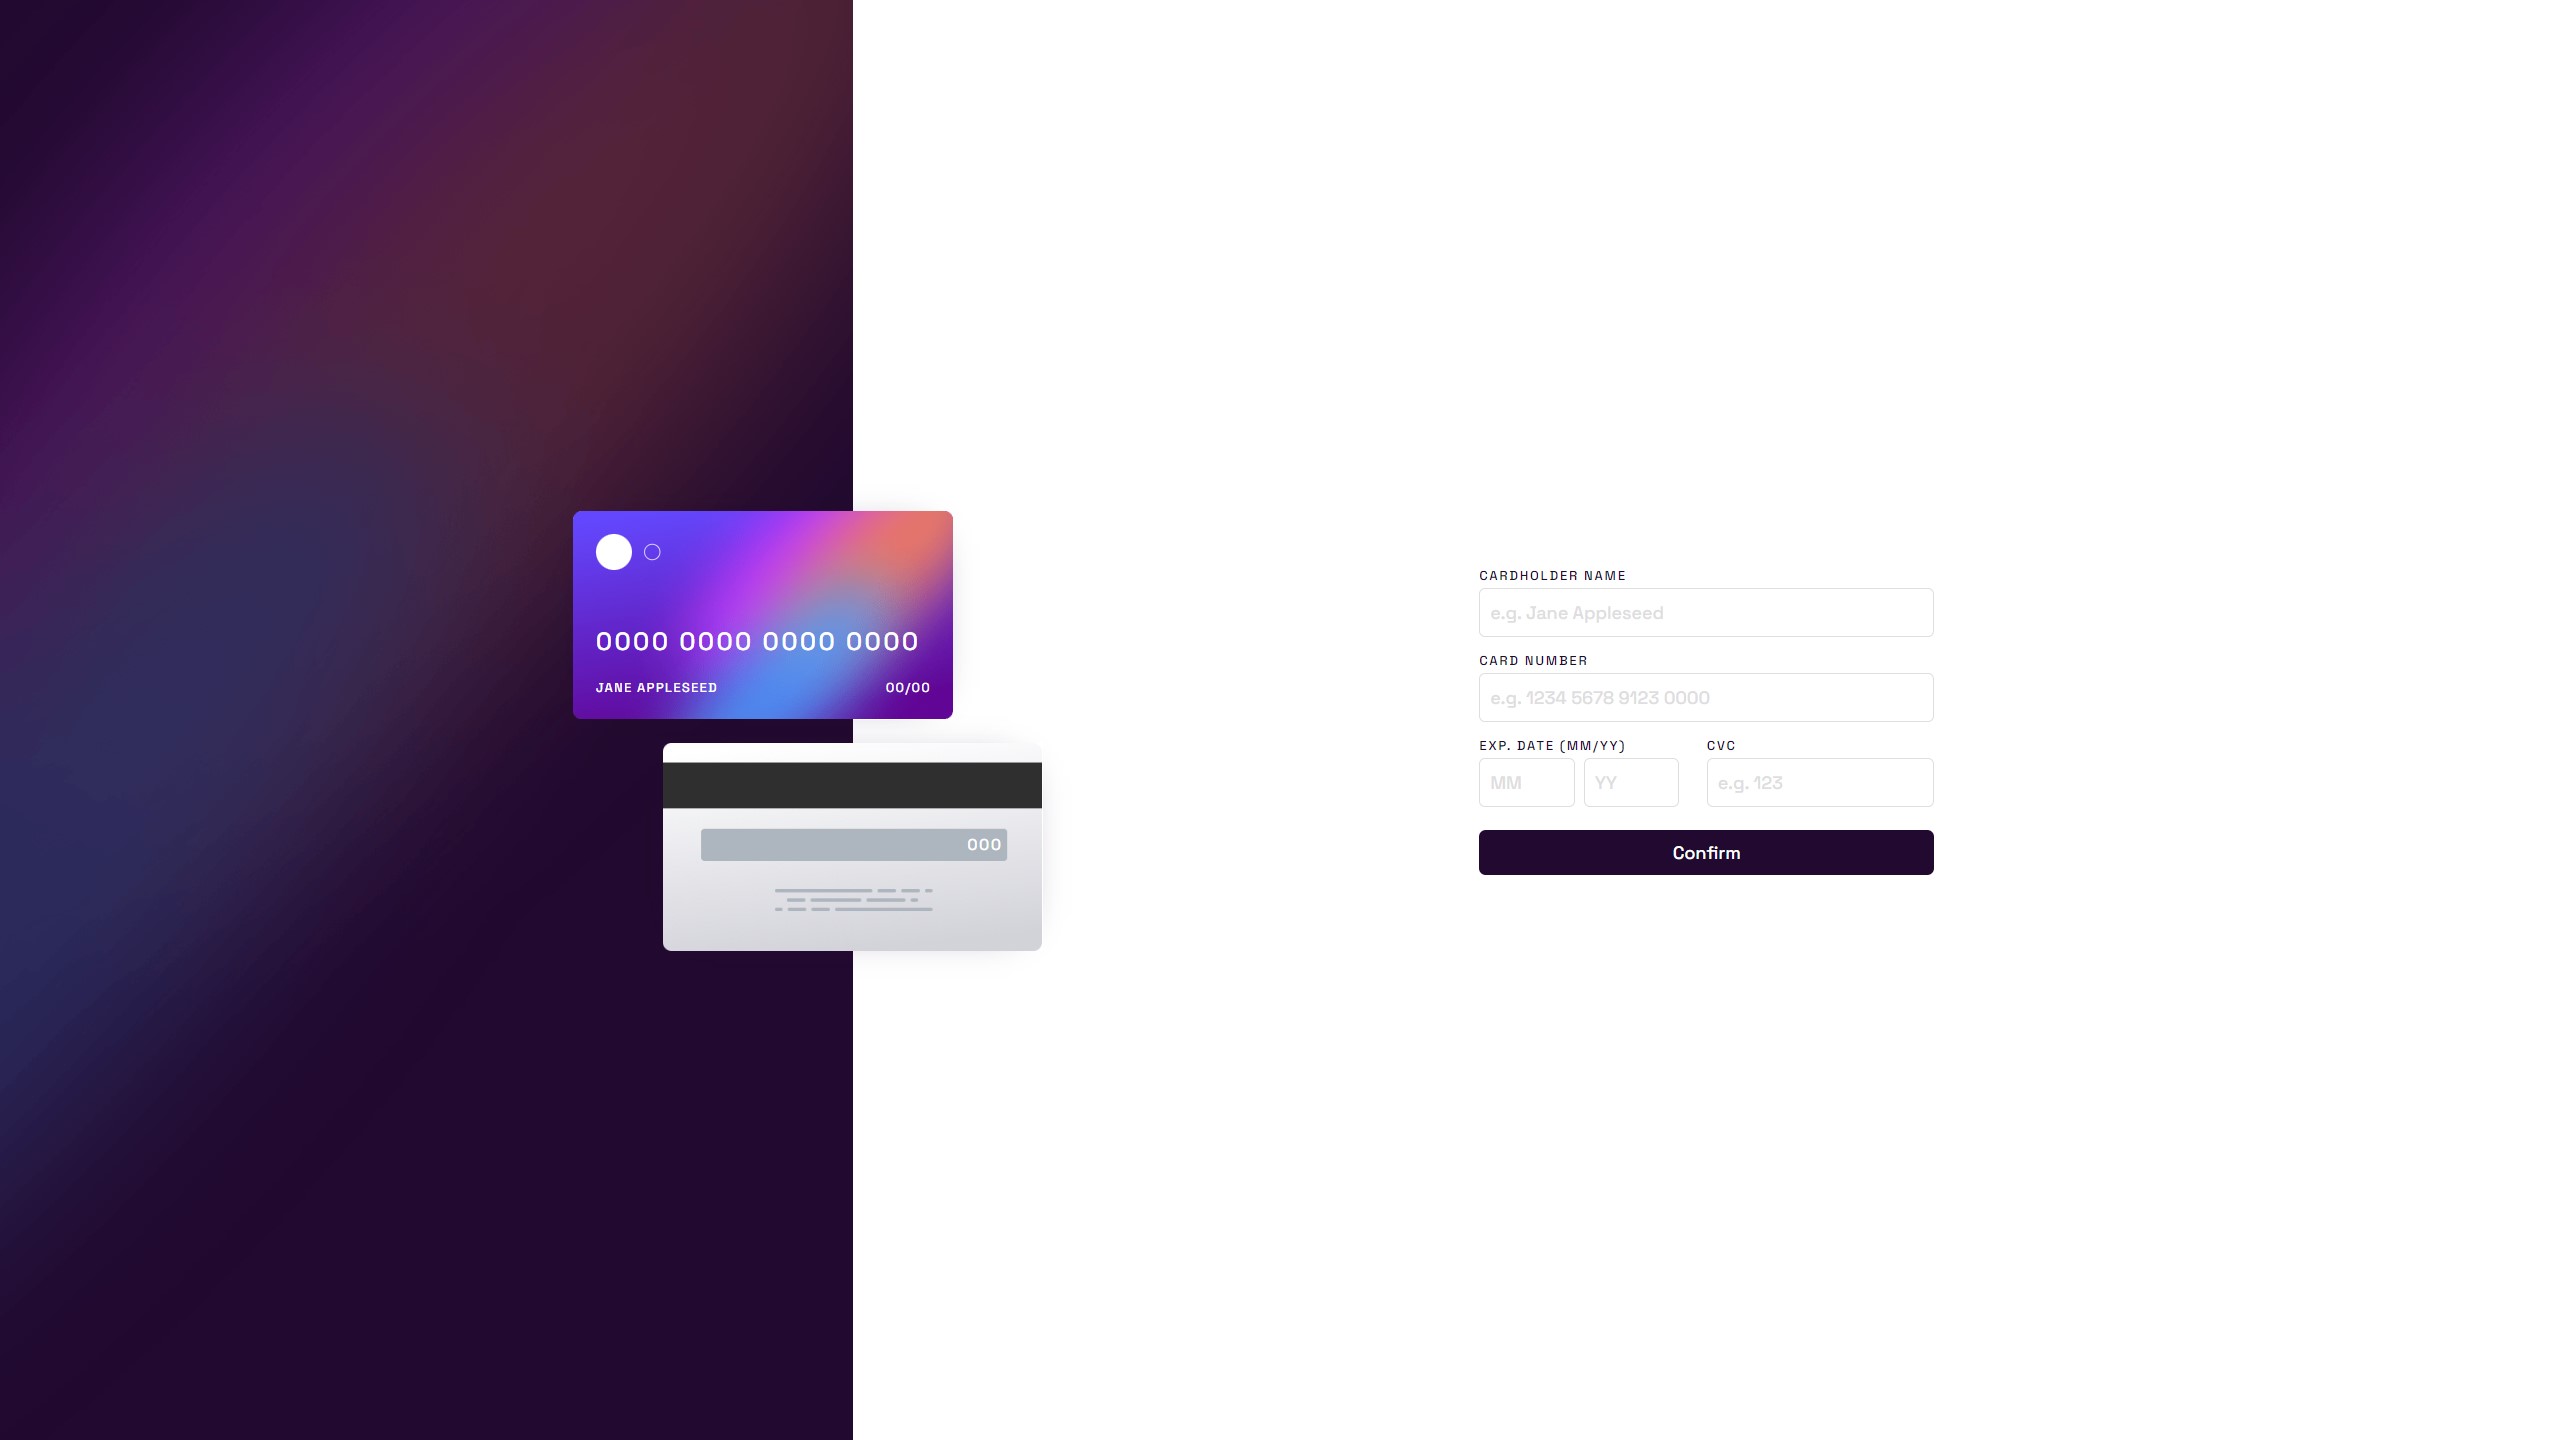 0000 0000 0000 0000
JANE APPLESEED 00/00
000
CARDHOLDER NAME
e.g. Jane Appleseed
CARD NUMBER
e.g. 1234 5678 9123 0000
EXP. DATE (MM/YY) CVC
MM YY e.g. 123
Confirm